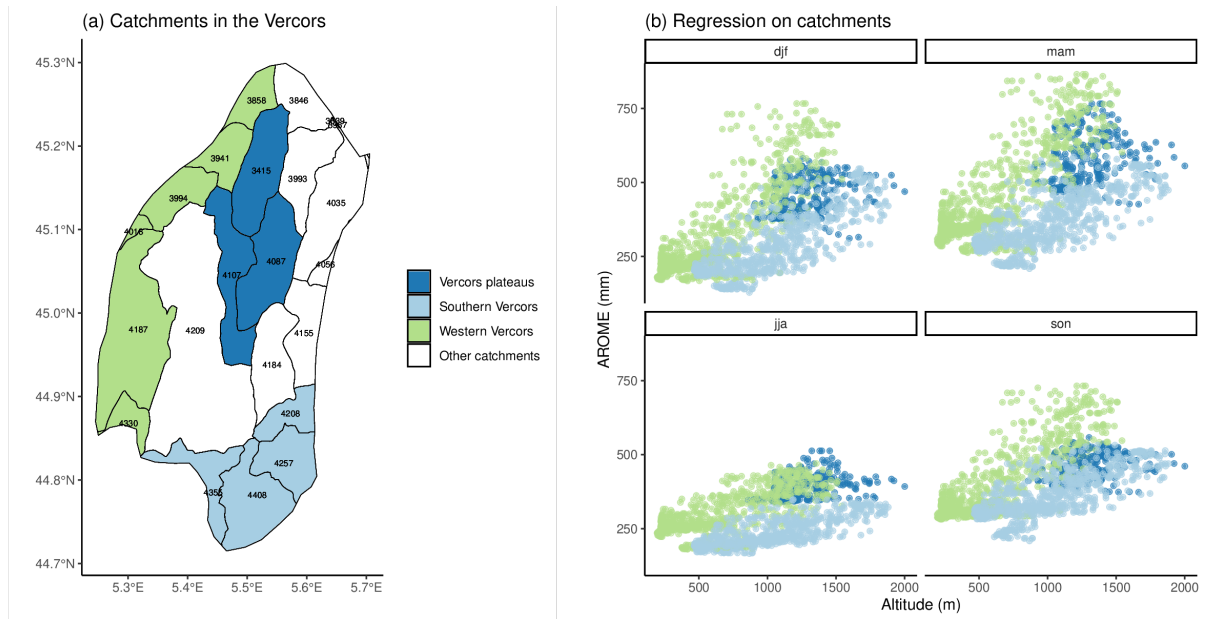 (a) Catchments in the Vercors
45.3°N
45.2°N
45.1°N
45.0°N
44.9°N
44.8°N
44.7°N
5.3°E
5.4°E
5.5°E
5.6°E
5.7°E
3858
3846
3941
3415
3993
3994
4035
4016
4107
4087
4056
4187
4209
4155
4184
4208
4330
4257
4355
4408
Vercors plateaus
Southern Vercors
Western Vercors
Other catchments
(b) Regression on catchments
djf
mam
jja
son
750
500
250
750
500
250
AROME (mm)
500
1000
1500
2000
500
1000
1500
2000
Altitude (m)